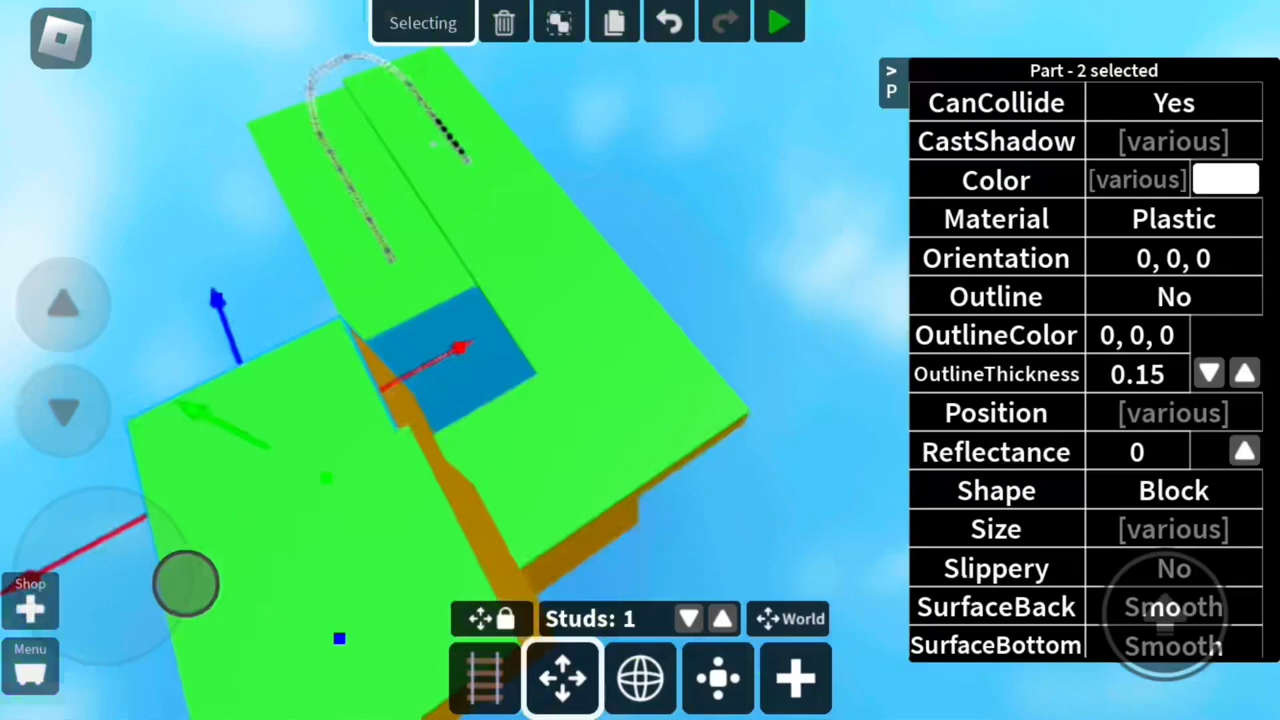 Selecting
> P
Part - 2 selected
CanCollide Yes
CastShadow [various]
Color [various]
Material Plastic
Orientation 0, 0, 0
Outline No
OutlineColor 0, 0, 0
OutlineThickness 0.15
Position [various]
Reflectance 0
Shape Block
Size [various]
Slippery No
SurfaceBack Smooth
SurfaceBottom Smooth
Shop
Menu
Studs: 1
World